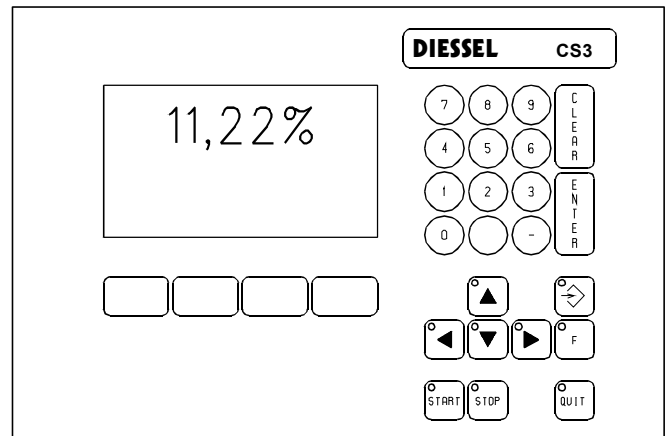 DIESSEL CS3
11,22%
7 8 9 CLEAR
4 5 6
1 2 3 ENTER
0 -
F
START STOP QUIT